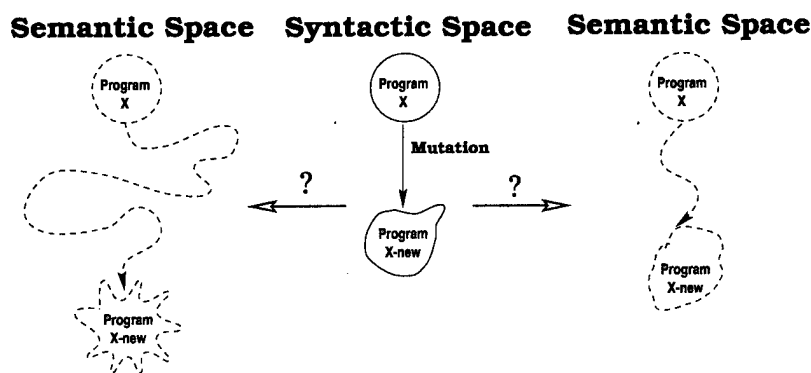 Semantic Space
Syntactic Space
Semantic Space
Program
X
Program
X
Program
X
Mutation
?
?
Program
X-new
Program
X-new
Program
X-new